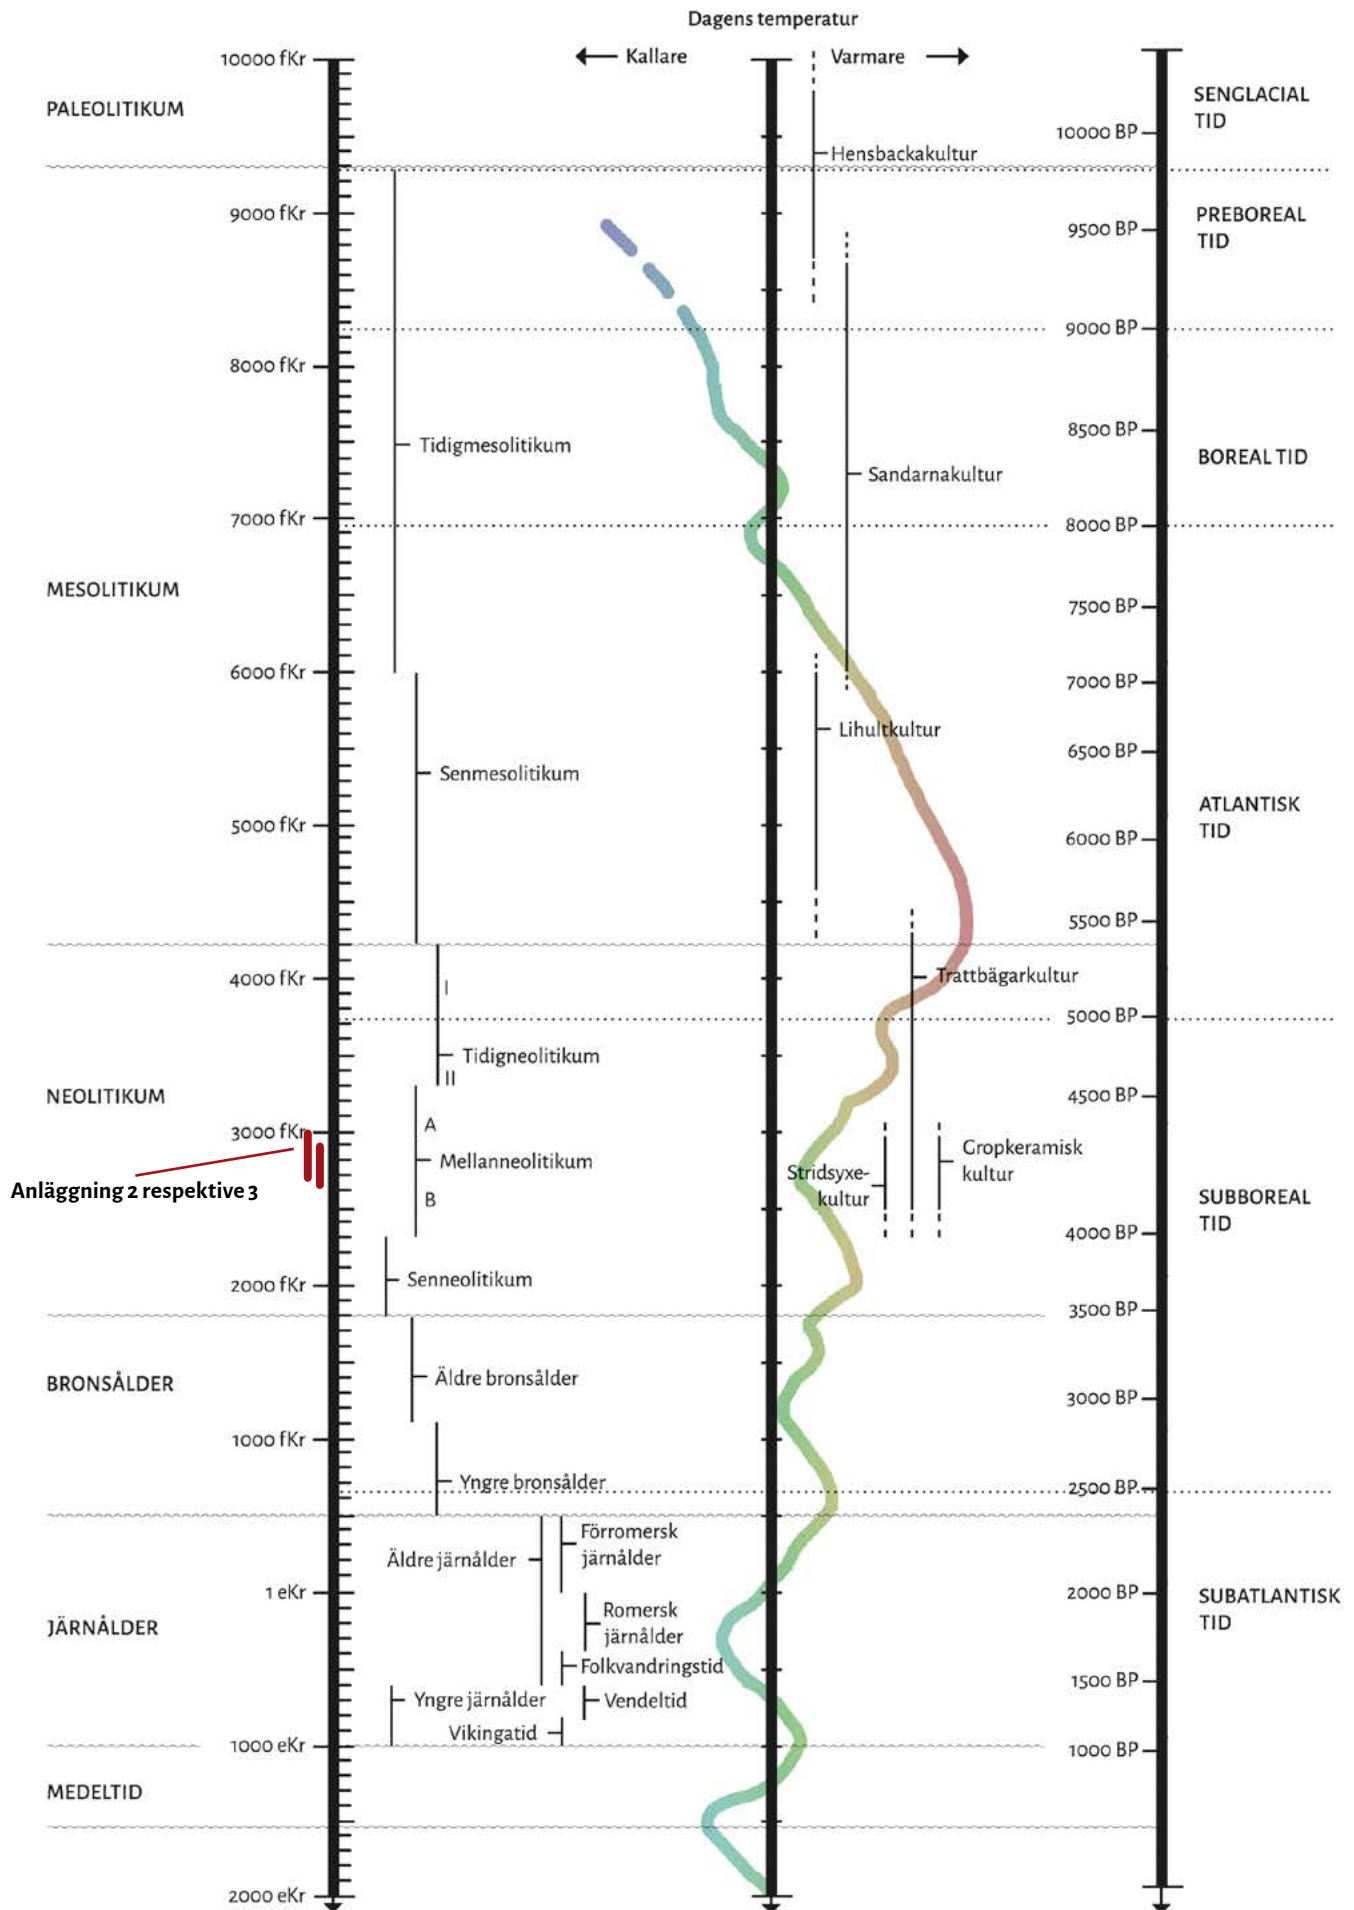 Dagens temperatur
Kallare
Varmare
10000 fKr
9000 fKr
8000 fKr
7000 fKr
6000 fKr
5000 fKr
4000 fKr
3000 fKr
2000 fKr
1000 fKr
1 eKr
1000 eKr
2000 eKr
PALEOLITIKUM
MESOLITIKUM
NEOLITIKUM
BRONSÅLDER
JÄRNÅLDER
MEDELTID
Anläggning 2 respektive 3
Tidigmesolitikum
Senmesolitikum
I
Tidigneolitikum
II
A
Mellanneolitikum
B
Senneolitikum
Äldre bronsålder
Yngre bronsålder
Äldre järnålder
Förromersk
järnålder
Romersk
järnålder
Folkvandringstid
Yngre järnålder
Vendeltid
Vikingatid
Hensbackakultur
Sandarnakultur
Lihultkultur
Trattbägarkultur
Stridsyxe-
kultur
Gropkeramisk
kultur
10000 BP
9500 BP
9000 BP
8500 BP
8000 BP
7500 BP
7000 BP
6500 BP
6000 BP
5500 BP
5000 BP
4500 BP
4000 BP
3500 BP
3000 BP
2500 BP
2000 BP
1500 BP
1000 BP
SENGLACIAL
TID
PREBOREAL
TID
BOREAL TID
ATLANTISK
TID
SUBBOREAL
TID
SUBATLANTISK
TID